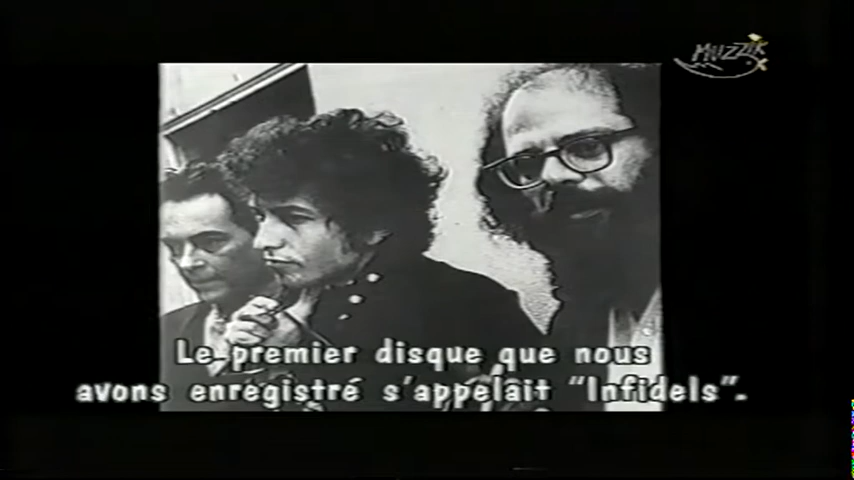 MUZZIK
Le premier disque que nous
avons enregistré s'appelait "Infidels".